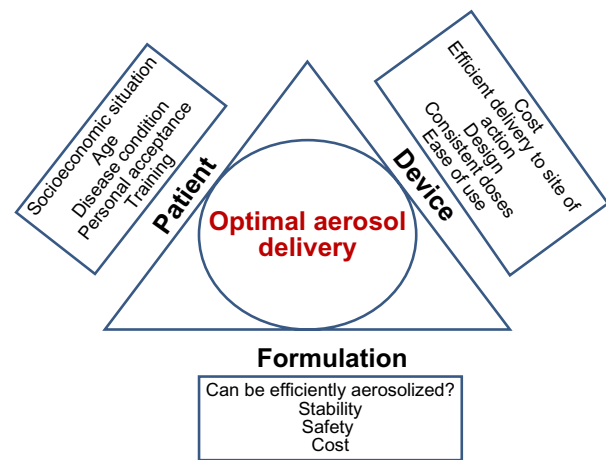 Socioeconomic situation
Age
Disease condition
Personal acceptance
Training
Patient
Cost
Efficient delivery to site of
action
Design
Consistent doses
Ease of use
Device
Optimal aerosol
delivery
Formulation
Can be efficiently aerosolized?
Stability
Safety
Cost